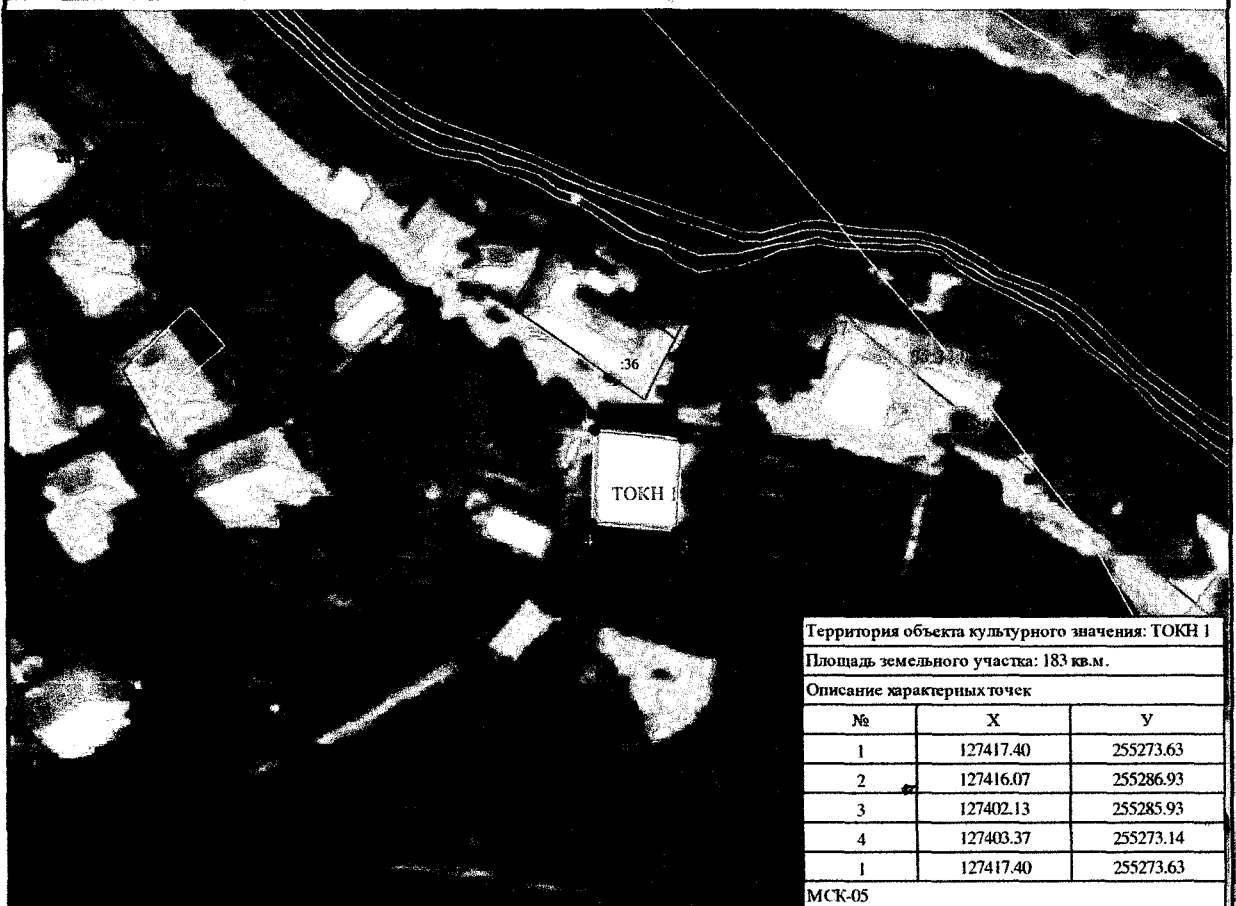 :36
ТОКН 1
Территория объекта культурного значения: ТОКН 1
Площадь земельного участка: 183 кв.м.
Описание характерных точек
№ X У
1 127417.40 255273.63
2 127416.07 255286.93
3 127402.13 255285.93
4 127403.37 255273.14
1 127417.40 255273.63
МСК-05